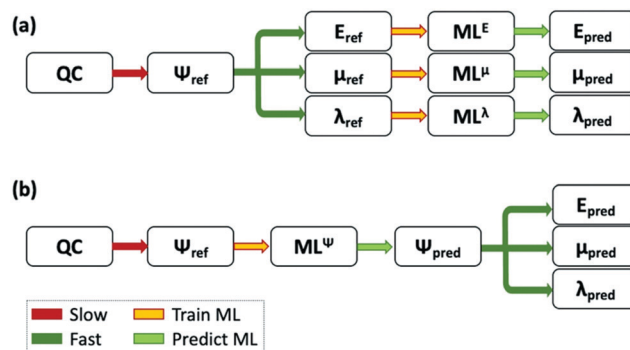 (a)
QC Ψref Eref MLᴱ Epred
μref MLμ μpred
λref MLλ λpred
(b)
QC Ψref MLΨ Ψpred Epred
μpred
λpred
Slow Train ML
Fast Predict ML